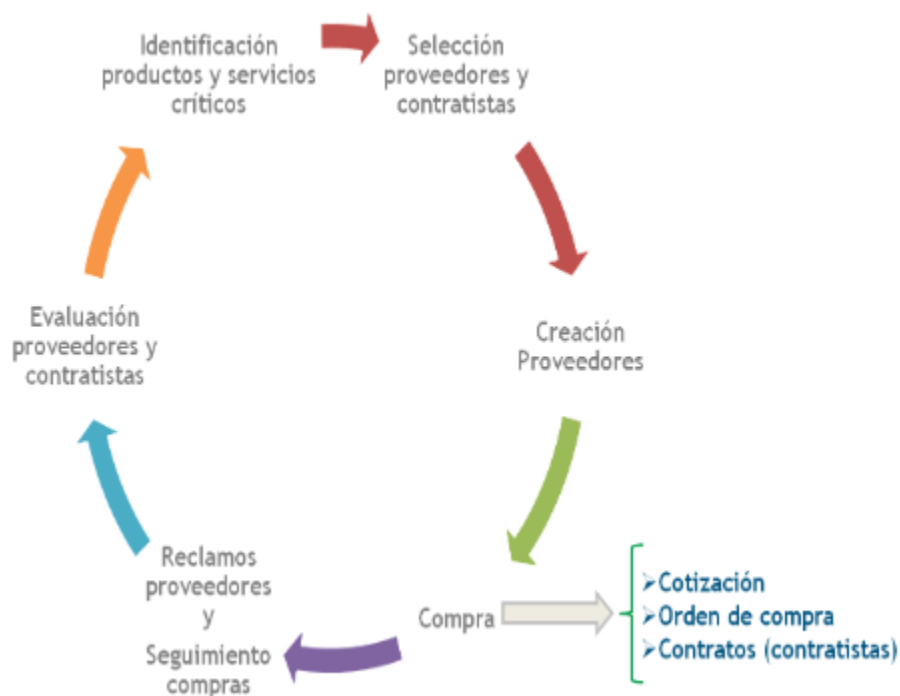 Identificación
productos y servicios
críticos
Selección
proveedores y
contratistas
Creación
Proveedores
Compra
➢Cotización
➢Orden de compra
➢Contratos (contratistas)
Reclamos
proveedores
y
Seguimiento
compras
Evaluación
proveedores y
contratistas